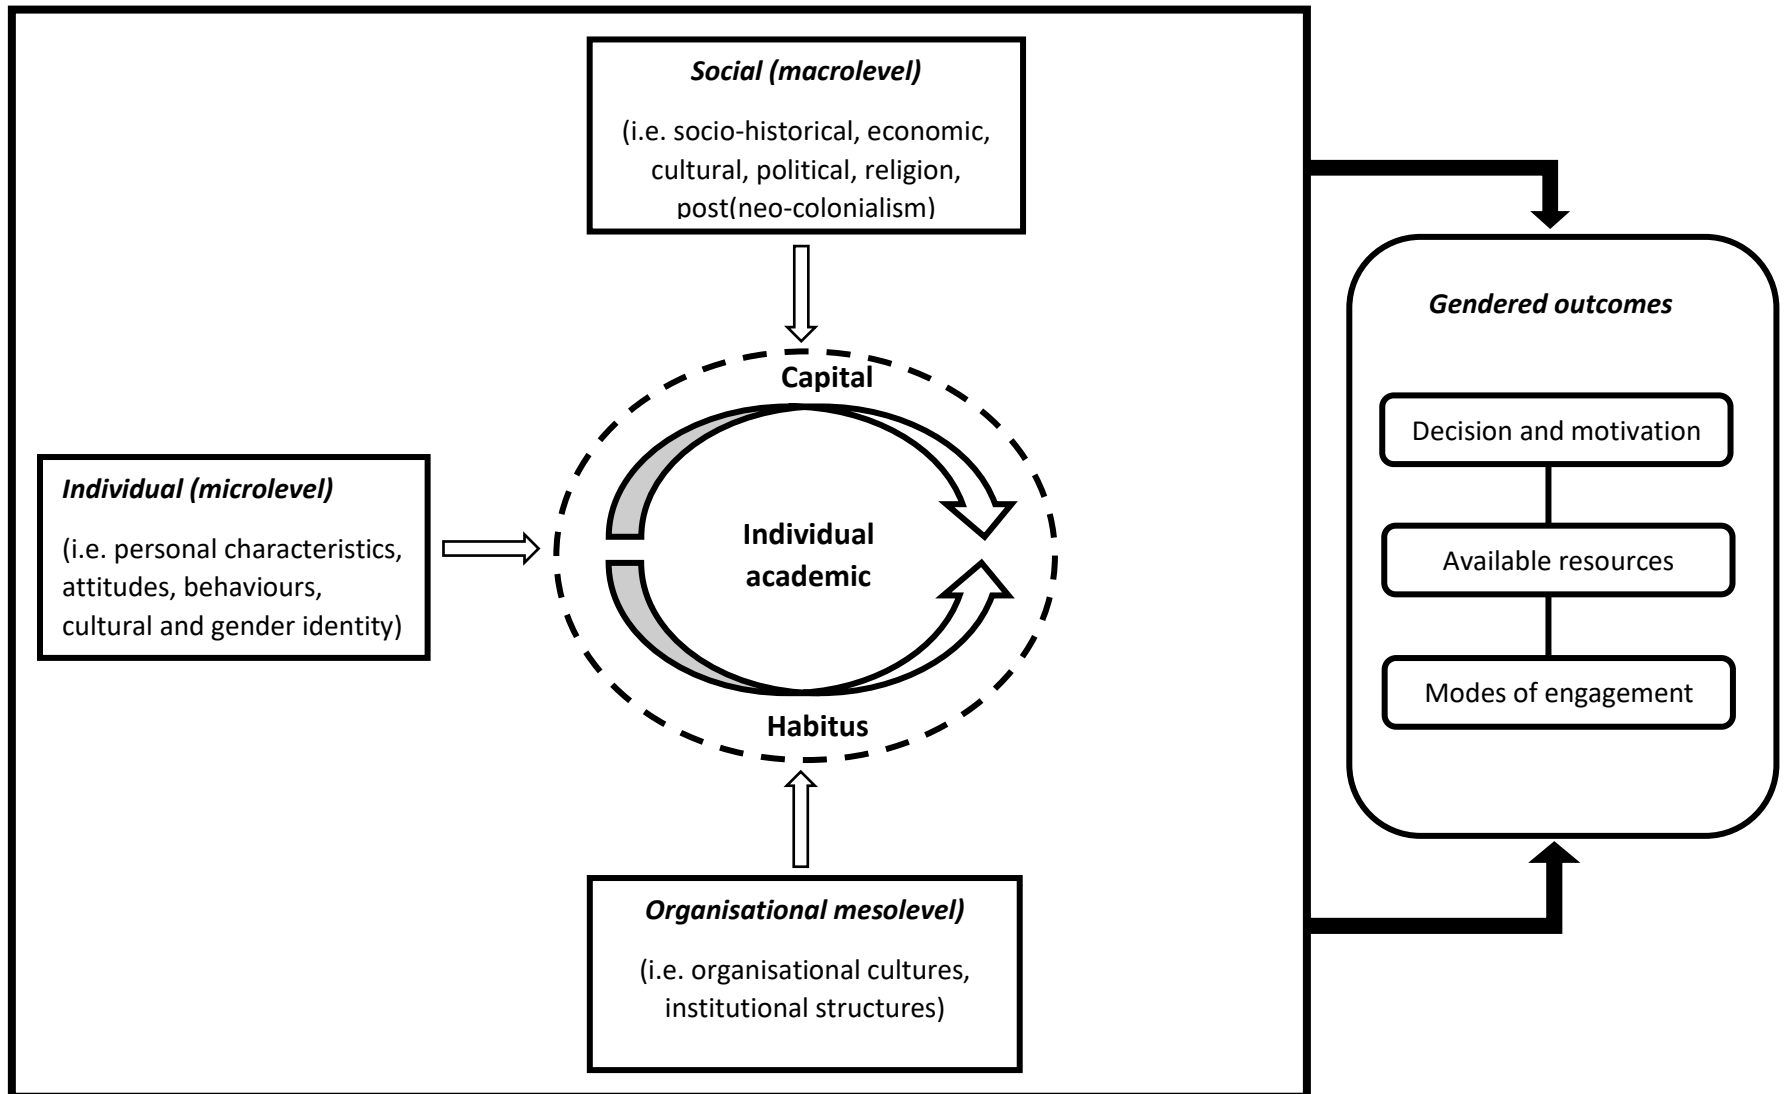 Social (macrolevel)
(i.e. socio-historical, economic,
cultural, political, religion,
post(neo-colonialism)
Gendered outcomes
Capital
Decision and motivation
Individual (microlevel)
(i.e. personal characteristics,
attitudes, behaviours,
cultural and gender identity)
Individual
academic
Available resources
Modes of engagement
Habitus
Organisational mesolevel)
(i.e. organisational cultures,
institutional structures)